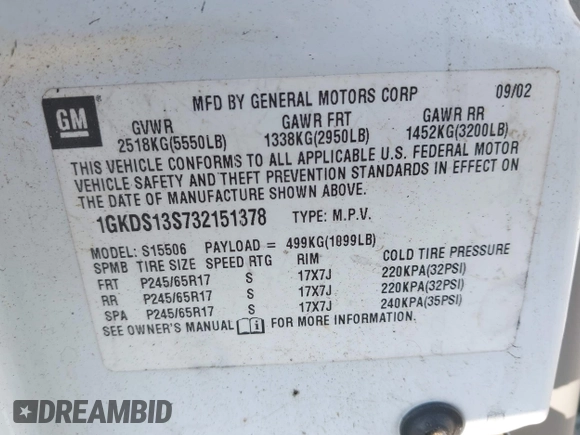 GM
MFD BY GENERAL MOTORS CORP 09/02
GVWR GAWR FRT GAWR RR
2518KG(5550LB) 1338KG(2950LB) 1452KG(3200LB)
THIS VEHICLE CONFORMS TO ALL APPLICABLE U.S. FEDERAL MOTOR
VEHICLE SAFETY AND THEFT PREVENTION STANDARDS IN EFFECT ON
THE DATE OF MANUFACTURE SHOWN ABOVE.
1GKDS13S732151378 TYPE: M.P.V.
MODEL: S15506 PAYLOAD = 499KG(1099LB)
SPMB TIRE SIZE SPEED RTG RIM COLD TIRE PRESSURE
FRT P245/65R17 S 17X7J 220KPA(32PSI)
RR P245/65R17 S 17X7J 220KPA(32PSI)
SPA P245/65R17 S 17X7J 240KPA(35PSI)
SEE OWNER'S MANUAL i FOR MORE INFORMATION.
DREAMBID